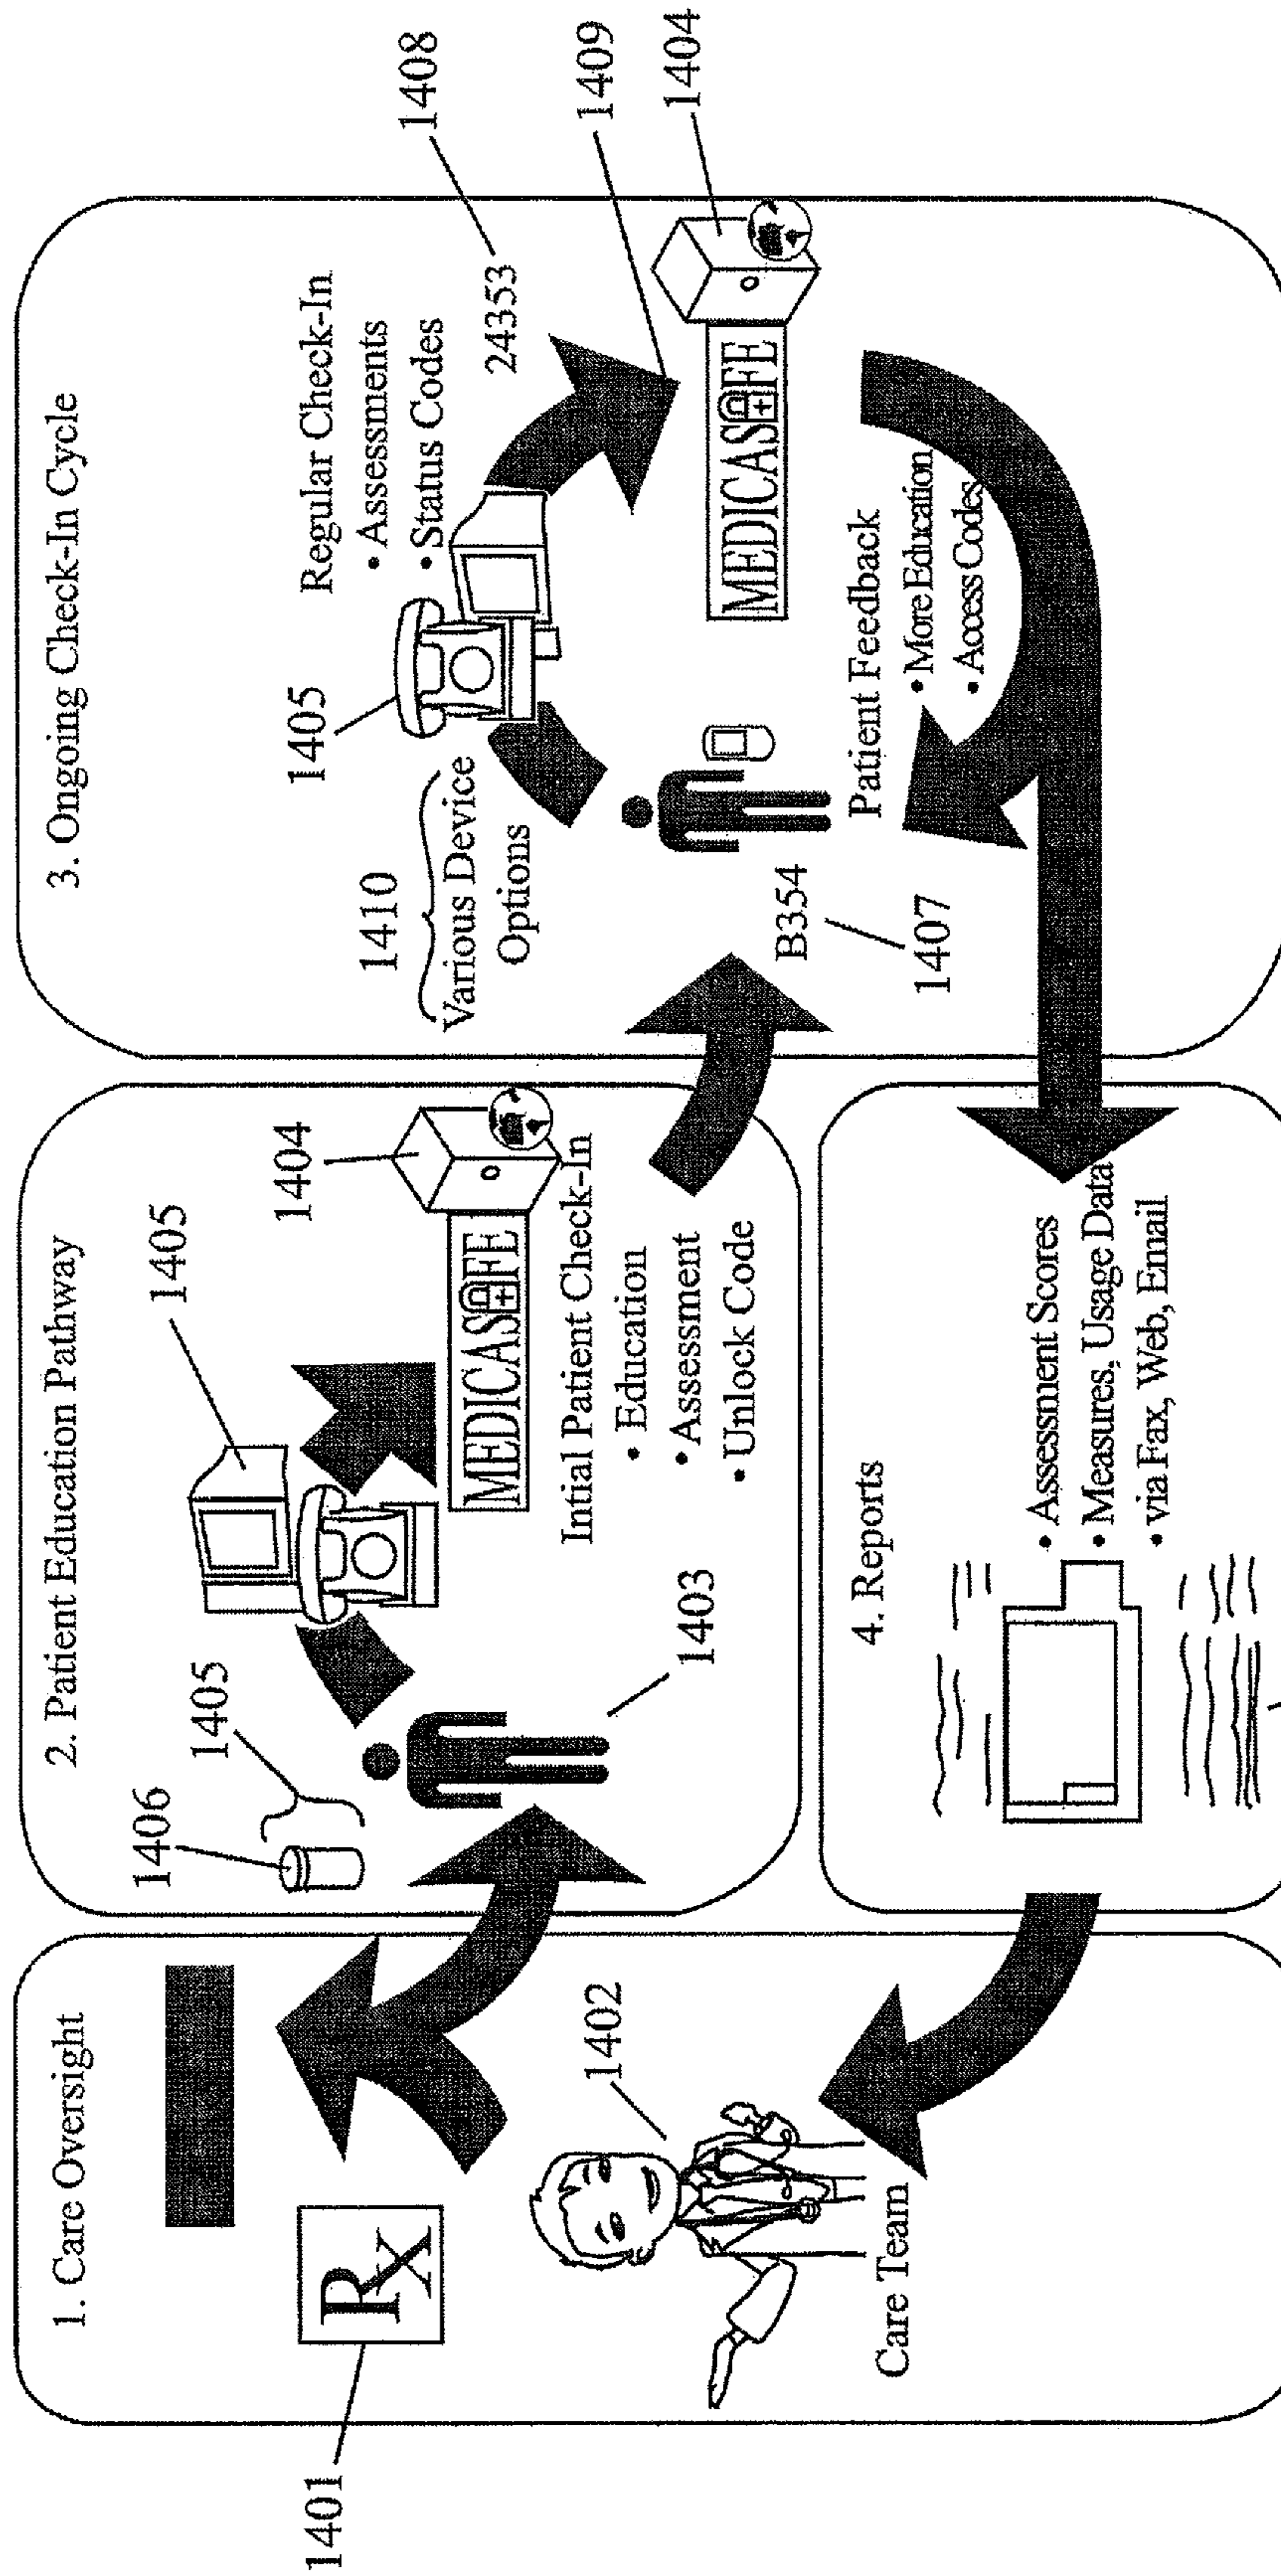 1. Care Oversight
1401
Rx
1402
Care Team
2. Patient Education Pathway
1406
1405
1405
1404
MEDICASAFE
Intial Patient Check-In
• Education
• Assessment
• Unlock Code
1403
3. Ongoing Check-In Cycle
1410
Various Device
Options
1405
Regular Check-In
• Assessments
• Status Codes
24353
1408
1409
1404
MEDICASAFE
B354
1407
Patient Feedback
• More Education
• Access Codes
4. Reports
• Assessment Scores
• Measures, Usage Data
• via Fax, Web, Email